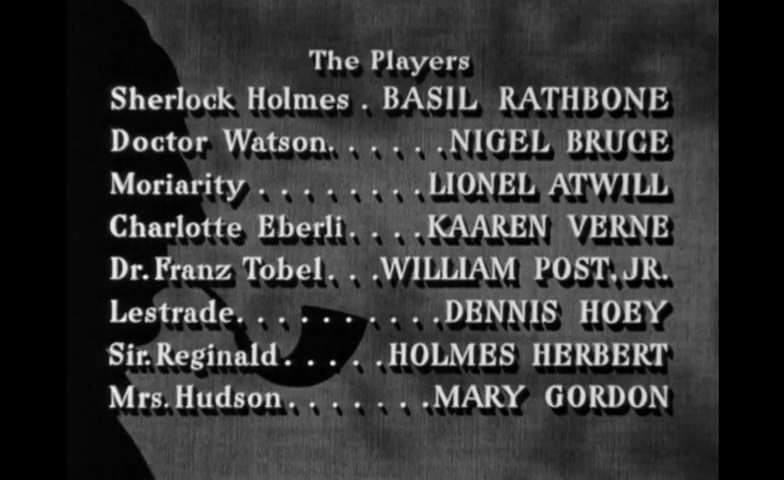 The Players
Sherlock Holmes . BASIL RATHBONE
Doctor Watson. . . . . . NIGEL BRUCE
Moriarity . . . . . . . . LIONEL ATWILL
Charlotte Eberli. . . . KAAREN VERNE
Dr. Franz Tobel. . . WILLIAM POST, JR.
Lestrade. . . . . . . . . . DENNIS HOEY
Sir. Reginald. . . . . HOLMES HERBERT
Mrs. Hudson. . . . . . . MARY GORDON